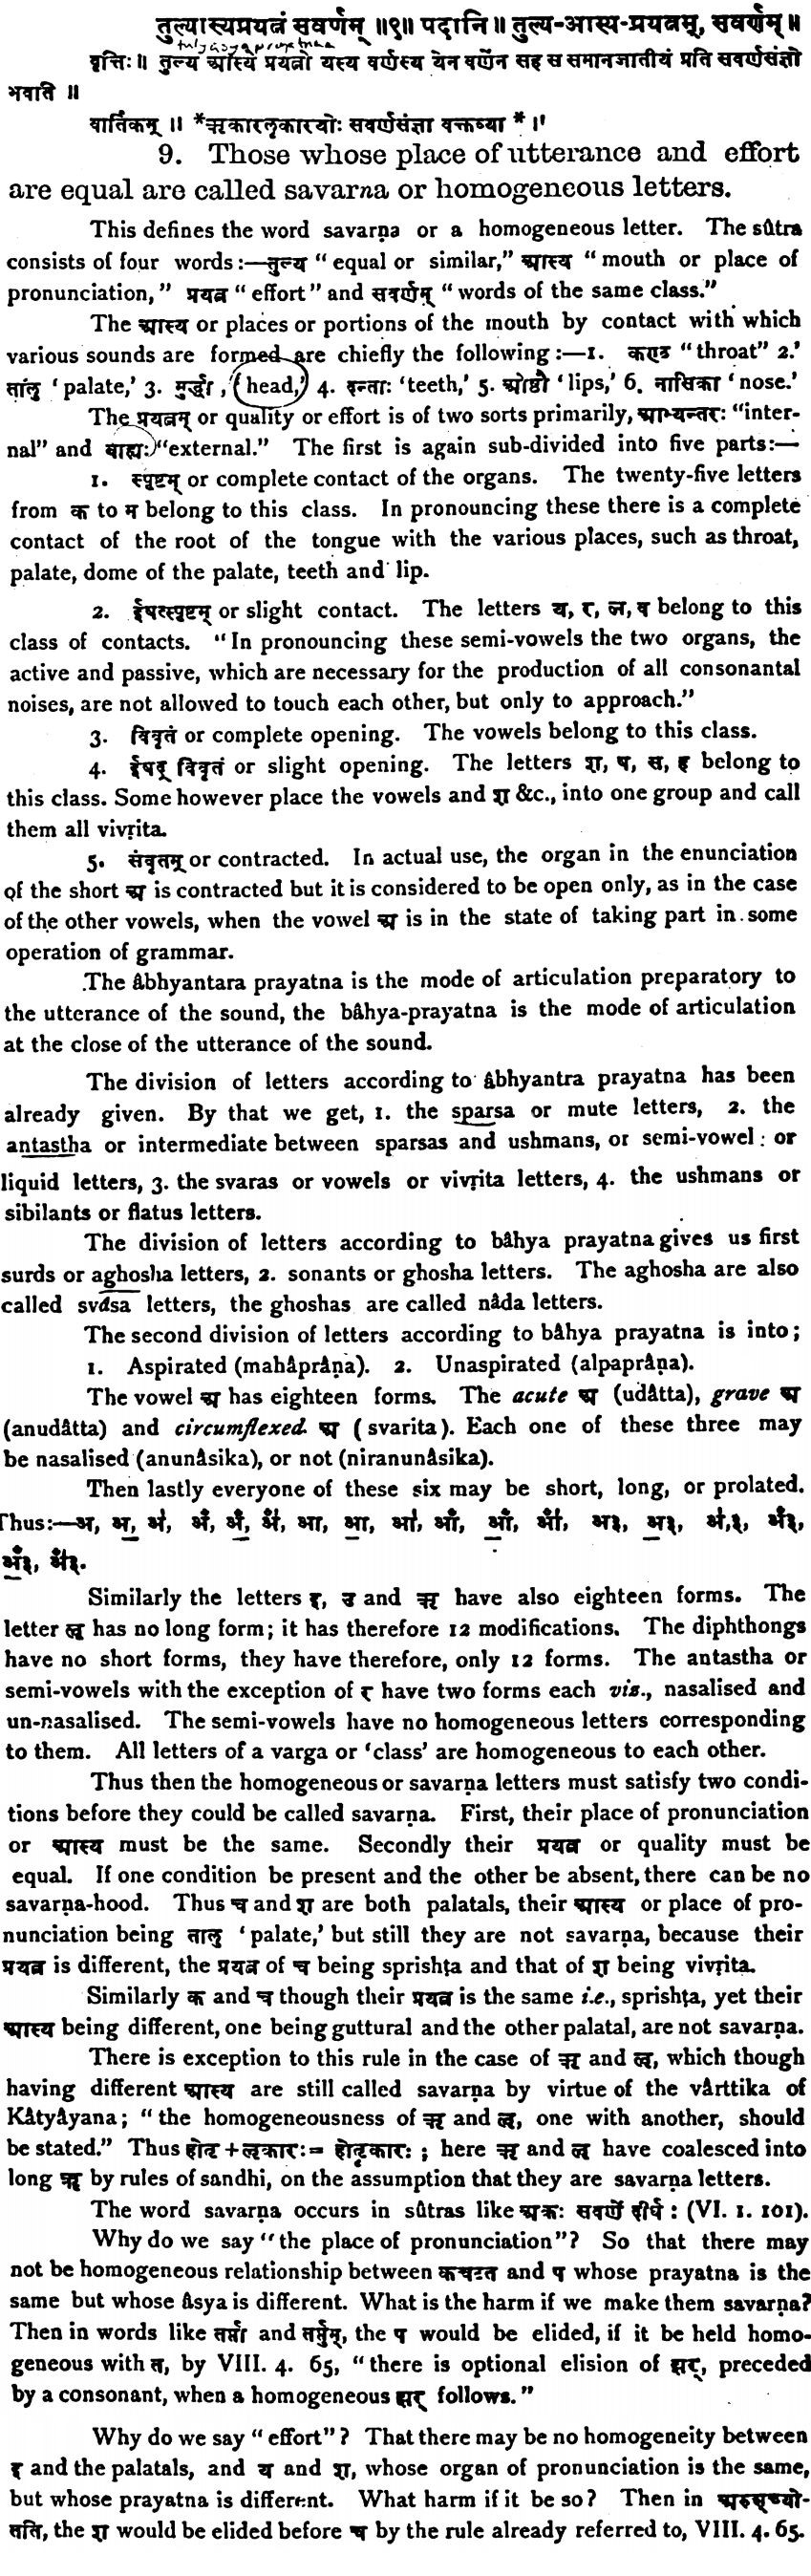 तुल्यास्यप्रयत्नं सवर्णम् ॥९॥ पदानि ॥ तुल्य-आस्य-प्रयत्नम्, सवर्णम् ॥
tulyasyaprayatnam
वृत्तिः ॥ तुल्य आस्ये प्रयत्नो यस्य वर्णस्य येन वर्णेन सह स समानजातीयं प्रति सवर्णसंज्ञो
भवति ॥
वार्तिकम् ॥ *ऋकारलृकारयोः सवर्णसंज्ञा वक्तव्या * ।'
9. Those whose place of utterance and effort
are equal are called savarna or homogeneous letters.
This defines the word savarṇa or a homogeneous letter. The sûtra
consists of four words:—तुल्य “equal or similar,” आस्य “mouth or place of
pronunciation,” प्रयत्न “effort” and सवर्णम् “words of the same class.”
The आस्य or places or portions of the mouth by contact with which
various sounds are formed are chiefly the following:—1. कण्ठ “throat” 2.'
तालु ‘palate,’ 3. मुर्द्धा, ‘head,’ 4. दन्ताः ‘teeth,’ 5. ओष्ठौ ‘lips,’ 6. नासिका ‘nose.’
The प्रयत्नम् or quality or effort is of two sorts primarily, आभ्यन्तरः “inter-
nal” and बाह्यः “external.” The first is again sub-divided into five parts:—
1. स्पृष्टम् or complete contact of the organs. The twenty-five letters
from क to म belong to this class. In pronouncing these there is a complete
contact of the root of the tongue with the various places, such as throat,
palate, dome of the palate, teeth and lip.
2. ईषत्स्पृष्टम् or slight contact. The letters य, र, ल, व belong to this
class of contacts. “In pronouncing these semi-vowels the two organs, the
active and passive, which are necessary for the production of all consonantal
noises, are not allowed to touch each other, but only to approach.”
3. विवृतं or complete opening. The vowels belong to this class.
4. ईषद् विवृतं or slight opening. The letters श, ष, स, ह belong to
this class. Some however place the vowels and श &c., into one group and call
them all vivṛita.
5. संवृतम् or contracted. In actual use, the organ in the enunciation
of the short अ is contracted but it is considered to be open only, as in the case
of the other vowels, when the vowel अ is in the state of taking part in some
operation of grammar.
The âbhyantara prayatna is the mode of articulation preparatory to
the utterance of the sound, the bâhya-prayatna is the mode of articulation
at the close of the utterance of the sound.
The division of letters according to âbhyantra prayatna has been
already given. By that we get, 1. the sparsa or mute letters, 2. the
antastha or intermediate between sparsas and ushmans, or semi-vowel: or
liquid letters, 3. the svaras or vowels or vivṛita letters, 4. the ushmans or
sibilants or flatus letters.
The division of letters according to bâhya prayatna gives us first
surds or aghosha letters, 2. sonants or ghosha letters. The aghosha are also
called svâsa letters, the ghoshas are called nâda letters.
The second division of letters according to bâhya prayatna is into;
1. Aspirated (mahâprâṇa). 2. Unaspirated (alpaprâṇa).
The vowel अ has eighteen forms. The acute अ (udâtta), grave अ
(anudâtta) and circumflexed अ (svarita). Each one of these three may
be nasalised (anunâsika), or not (niranunâsika).
Then lastly everyone of these six may be short, long, or prolated.
Thus:—अ, अ॒, अ॑, अँ, अँ॒, अँ॑, आ, आ॒, आ॑, आँ, आँ॒, आँ॑, अ३, अ॒३, अ॑,३, अँ३,
अँ॒३, अँ॑३.
Similarly the letters इ, उ and ऋ have also eighteen forms. The
letter लृ has no long form; it has therefore 12 modifications. The diphthongs
have no short forms, they have therefore, only 12 forms. The antastha or
semi-vowels with the exception of र have two forms each viz., nasalised and
un-nasalised. The semi-vowels have no homogeneous letters corresponding
to them. All letters of a varga or ‘class’ are homogeneous to each other.
Thus then the homogeneous or savarṇa letters must satisfy two condi-
tions before they could be called savarṇa. First, their place of pronunciation
or आस्य must be the same. Secondly their प्रयत्न or quality must be
equal. If one condition be present and the other be absent, there can be no
savarṇa-hood. Thus च and श are both palatals, their आस्य or place of pro-
nunciation being तालु ‘palate,’ but still they are not savarṇa, because their
प्रयत्न is different, the प्रयत्न of च being sprishṭa and that of श being vivṛita.
Similarly क and च though their प्रयत्न is the same i.e., sprishṭa, yet their
आस्य being different, one being guttural and the other palatal, are not savarṇa.
There is exception to this rule in the case of ऋ and लृ, which though
having different आस्य are still called savarṇa by virtue of the vârttika of
Kâtyâyana; “the homogeneousness of ऋ and लृ, one with another, should
be stated.” Thus होतृ + लृकारः = होतॄकारः; here ऋ and लृ have coalesced into
long ॠ by rules of sandhi, on the assumption that they are savarṇa letters.
The word savarṇa occurs in sûtras like अकः सवर्णे दीर्घः (VI. 1. 101).
Why do we say “the place of pronunciation”? So that there may
not be homogeneous relationship between कचटत and प whose prayatna is the
same but whose âsya is different. What is the harm if we make them savarṇa?
Then in words like तर्प्ता and तर्प्तुम्, the प would be elided, if it be held homo-
geneous with त, by VIII. 4. 65, “there is optional elision of झर्, preceded
by a consonant, when a homogeneous झर् follows.”
Why do we say “effort”? That there may be no homogeneity between
इ and the palatals, and य and श, whose organ of pronunciation is the same,
but whose prayatna is different. What harm if it be so? Then in अरुस्श्च्यो-
तति, the श would be elided before च by the rule already referred to, VIII. 4. 65.